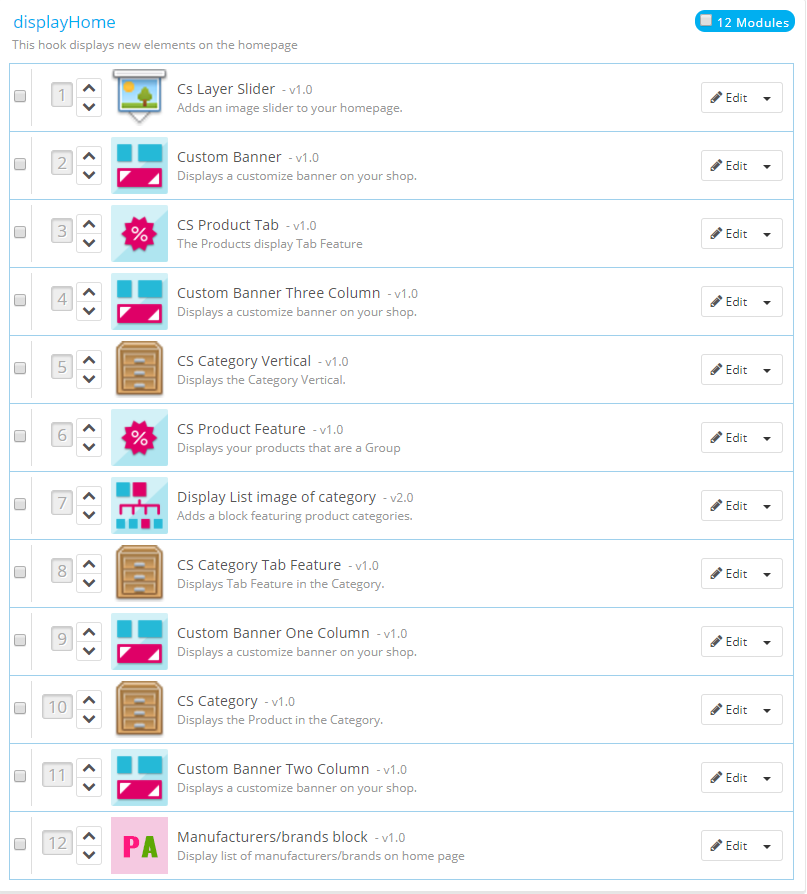 displayHome
12 Modules
This hook displays new elements on the homepage
1
Cs Layer Slider - v1.0
Adds an image slider to your homepage.
Edit
2
Custom Banner - v1.0
Displays a customize banner on your shop.
Edit
3
%
CS Product Tab - v1.0
The Products display Tab Feature
Edit
4
Custom Banner Three Column - v1.0
Displays a customize banner on your shop.
Edit
5
CS Category Vertical - v1.0
Displays the Category Vertical.
Edit
6
%
CS Product Feature - v1.0
Displays your products that are a Group
Edit
7
Display List image of category - v2.0
Adds a block featuring product categories.
Edit
8
CS Category Tab Feature - v1.0
Displays Tab Feature in the Category.
Edit
9
Custom Banner One Column - v1.0
Displays a customize banner on your shop.
Edit
10
CS Category - v1.0
Displays the Product in the Category.
Edit
11
Custom Banner Two Column - v1.0
Displays a customize banner on your shop.
Edit
12
PA
Manufacturers/brands block - v1.0
Display list of manufacturers/brands on home page
Edit